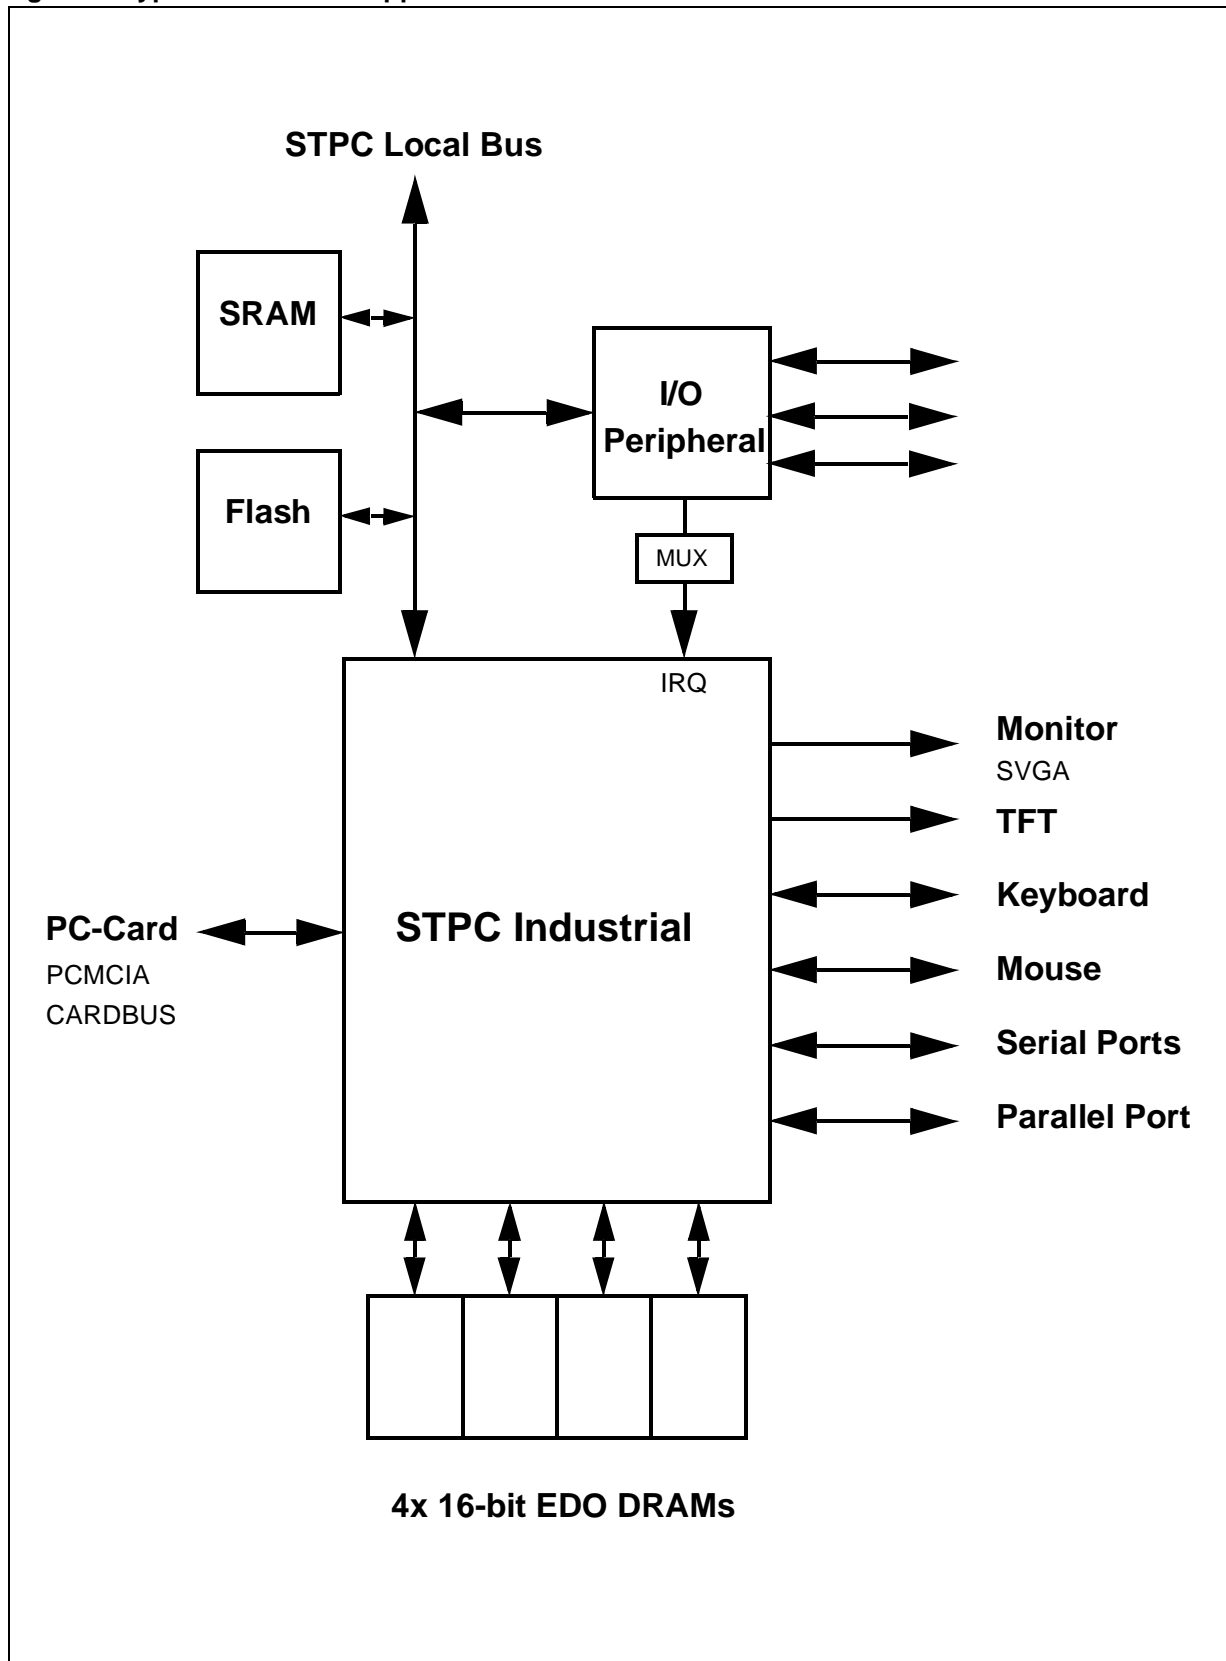 STPC Local Bus
SRAM
I/O
Peripheral
Flash
MUX
IRQ
Monitor
SVGA
TFT
Keyboard
STPC Industrial
PC-Card
PCMCIA
CARDBUS
Mouse
Serial Ports
Parallel Port
4x 16-bit EDO DRAMs